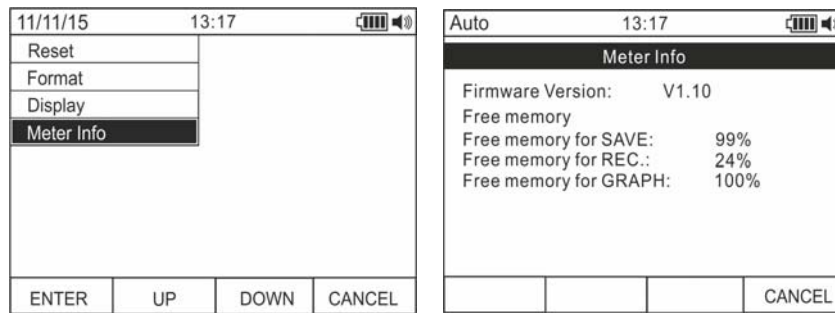 11/11/15 13:17
Reset
Format
Display
Meter Info
ENTER UP DOWN CANCEL
Auto 13:17
Meter Info
Firmware Version: V1.10
Free memory
Free memory for SAVE: 99%
Free memory for REC.: 24%
Free memory for GRAPH: 100%
CANCEL